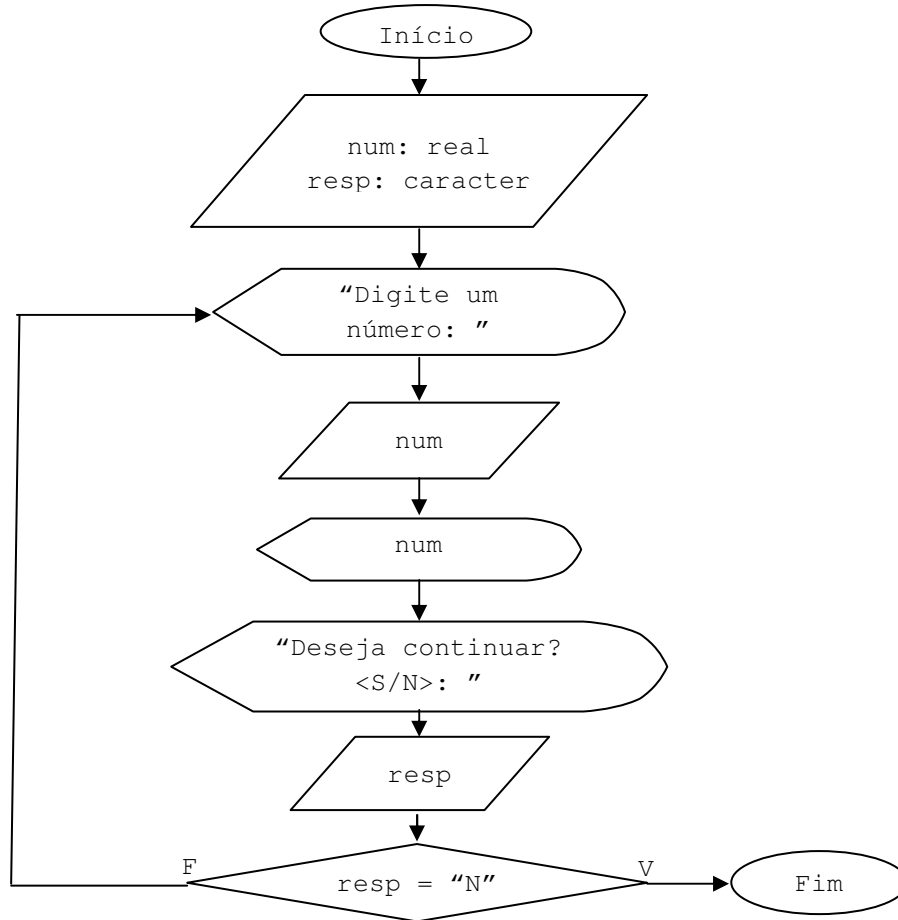 Início
num: real
resp: caracter
“Digite um
número: ”
num
num
“Deseja continuar?
<S/N>: ”
resp
F
resp = “N”
V
Fim